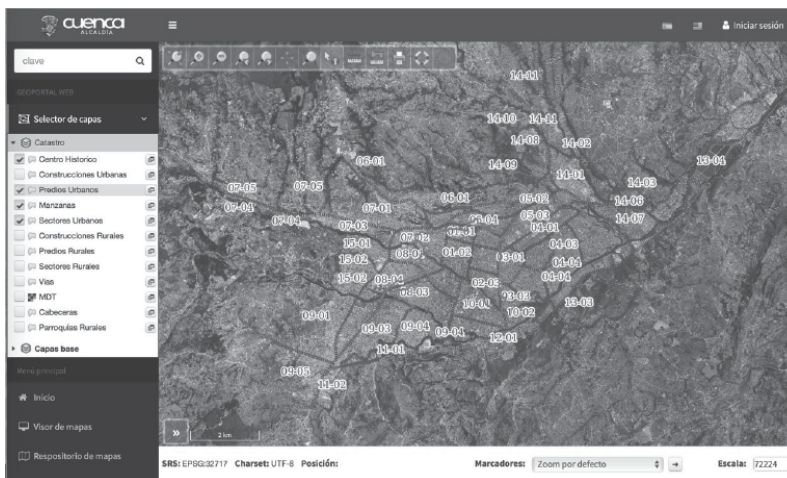 cuenca
ALCALDÍA
Iniciar sesión
clave
GEOPORTAL WEB
Selector de capas
Catastro
Centro Historico
Construcciones Urbanas
Predios Urbanos
Manzanas
Sectores Urbanos
Construcciones Rurales
Predios Rurales
Sectores Rurales
Vias
MDT
Cabeceras
Parroquias Rurales
Capas base
Menú principal
Inicio
Visor de mapas
Respositorio de mapas
14-11
14-10 14-11
14-08 14-02
06-01 14-09 13-04
14-01
07-05 07-05 14-03
06-01 05-02 14-06
07-04 07-01
07-04 07-03 05-03 14-07
01-01 04-01
15-01 07-02 04-03
15-02 01-02 03-01
04-04
15-02 08-04 02-03 04-04
08-03 03-03 13-03
09-01 10-02
09-03 09-04 09-04 12-01
11-01
09-05
11-02
2 km
SRS: EPSG:32717 Charset: UTF-8 Posición: Marcadores: Zoom por defecto Escala: 72224